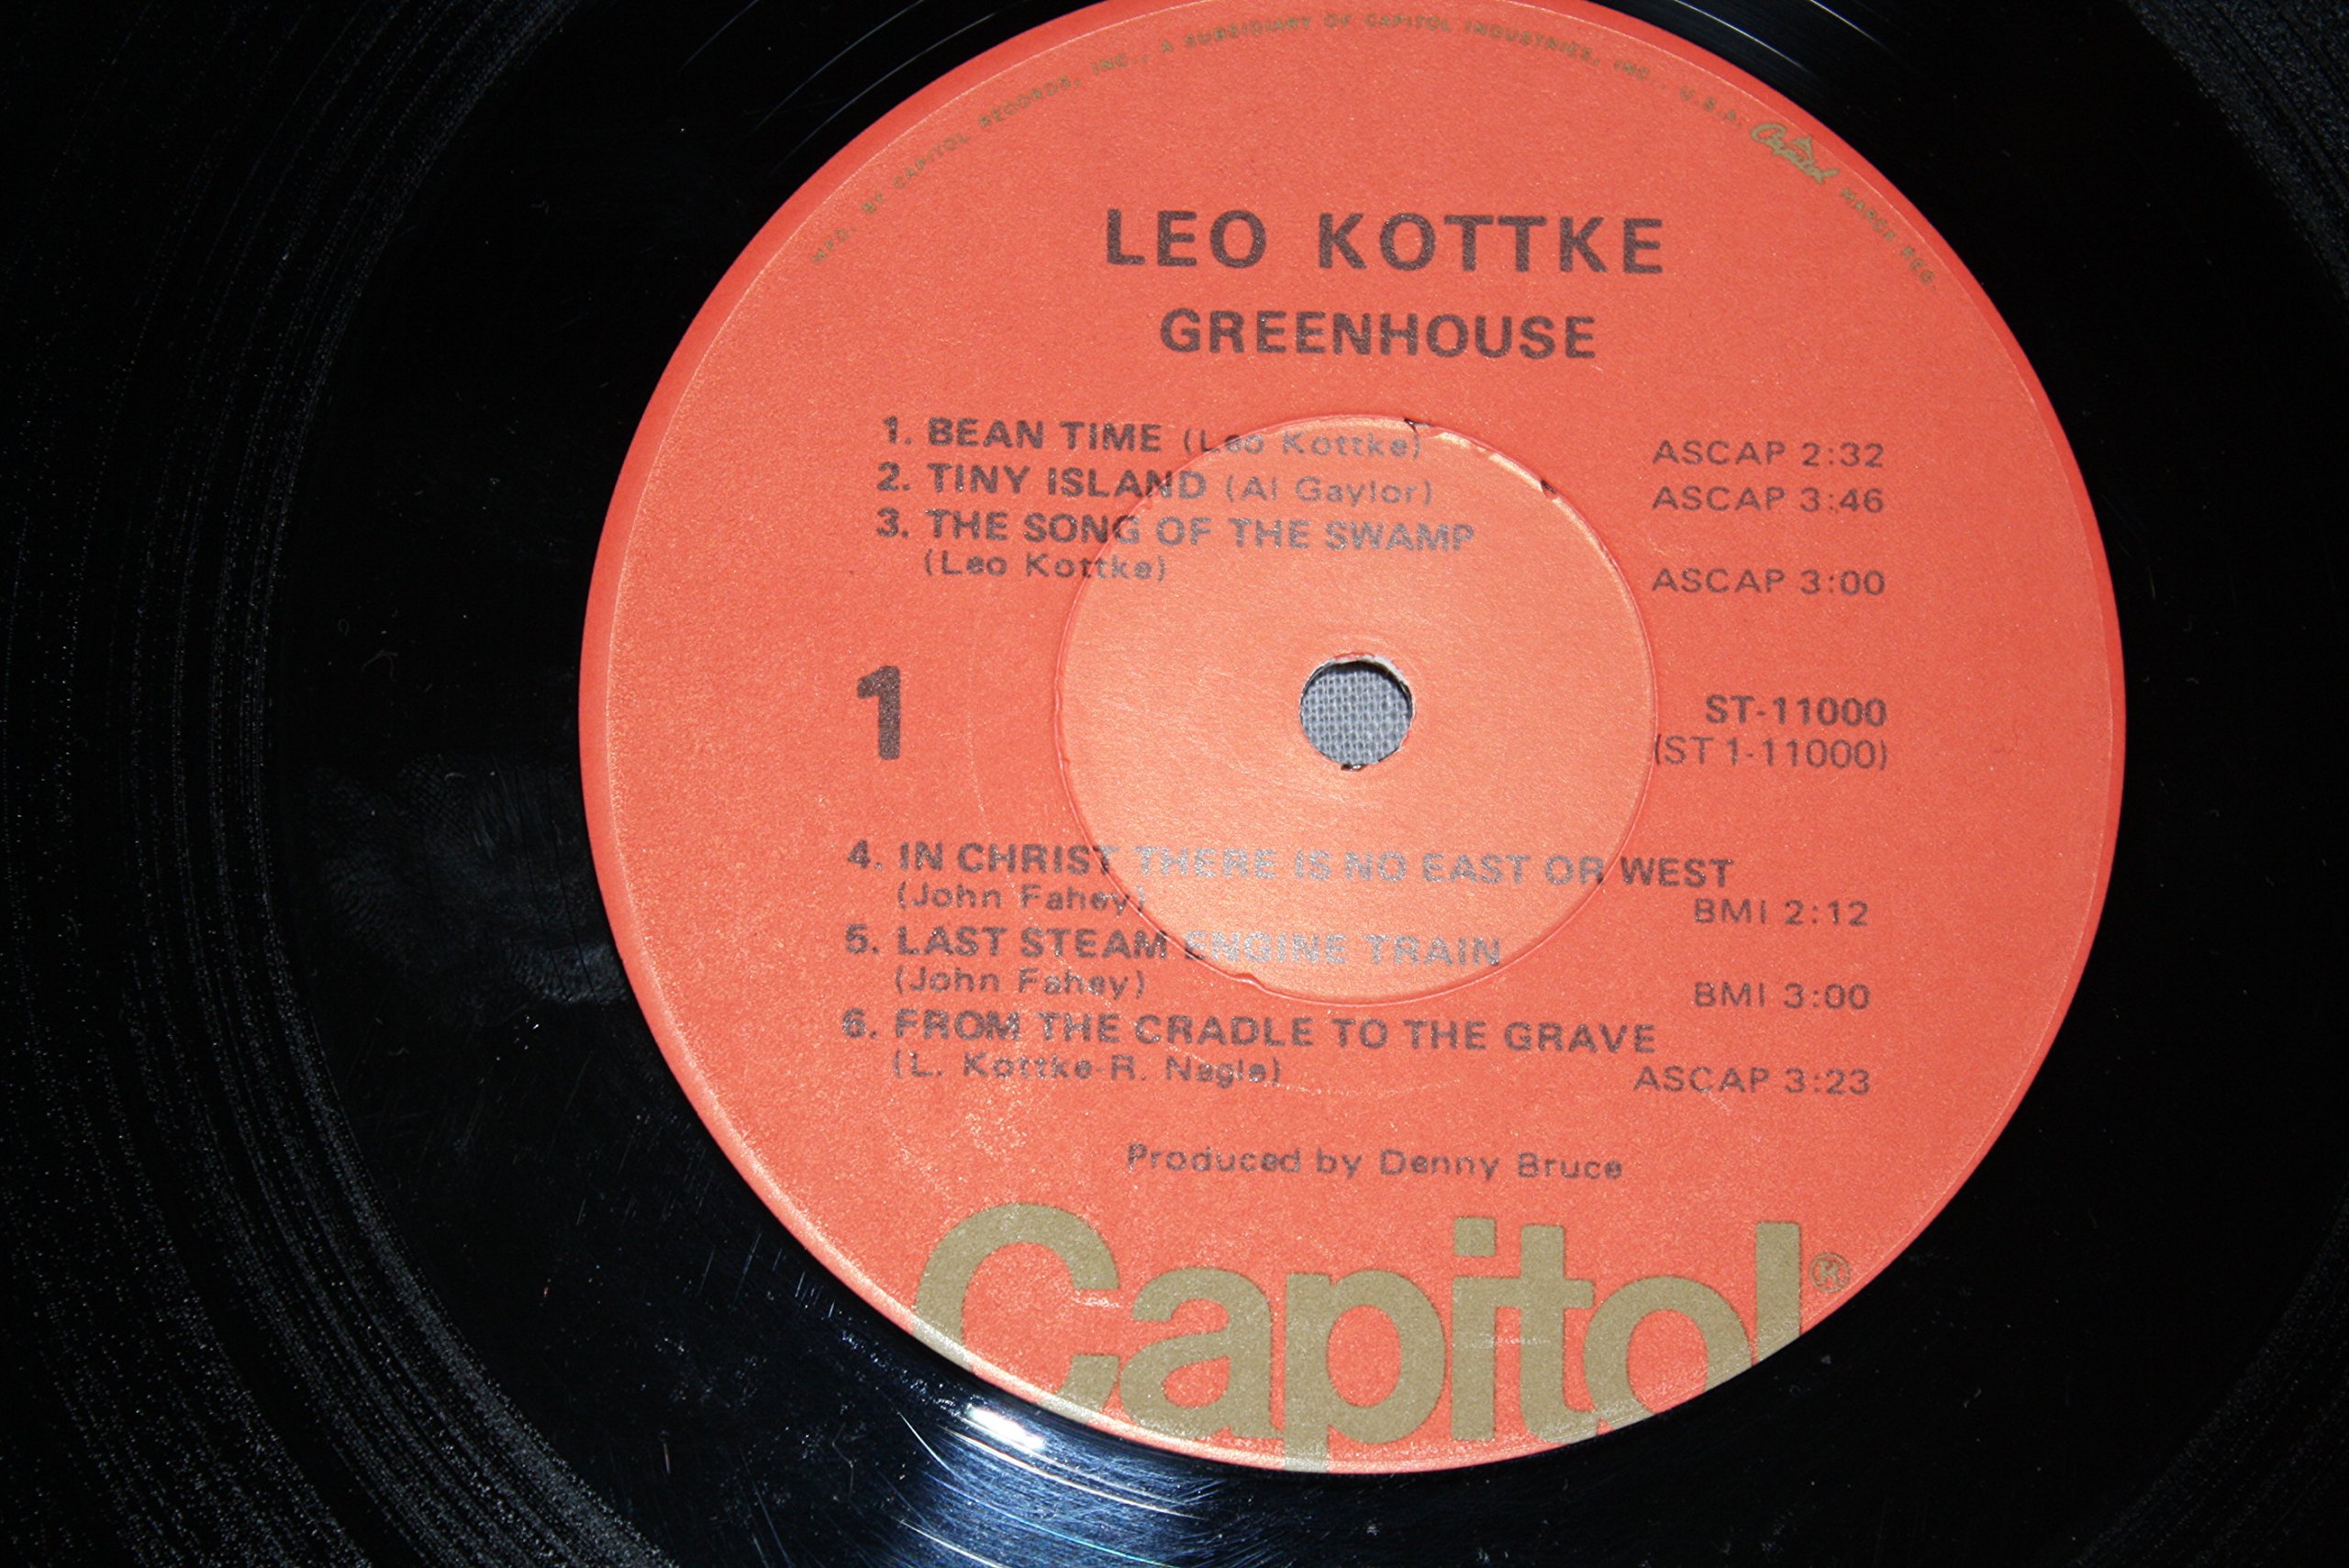 MFD. BY CAPITOL RECORDS, INC., A SUBSIDIARY OF CAPITOL INDUSTRIES, INC., U.S.A. Capitol MARCA REG.
LEO KOTTKE
GREENHOUSE
1. BEAN TIME (Leo Kottke) ASCAP 2:32
2. TINY ISLAND (Al Gaylor) ASCAP 3:46
3. THE SONG OF THE SWAMP
(Leo Kottke) ASCAP 3:00
1
ST-11000
(ST 1-11000)
4. IN CHRIST THERE IS NO EAST OR WEST
(John Fahey) BMI 2:12
5. LAST STEAM ENGINE TRAIN
(John Fahey) BMI 3:00
6. FROM THE CRADLE TO THE GRAVE
(L. Kottke-R. Nagle) ASCAP 3:23
Produced by Denny Bruce
Capitol®